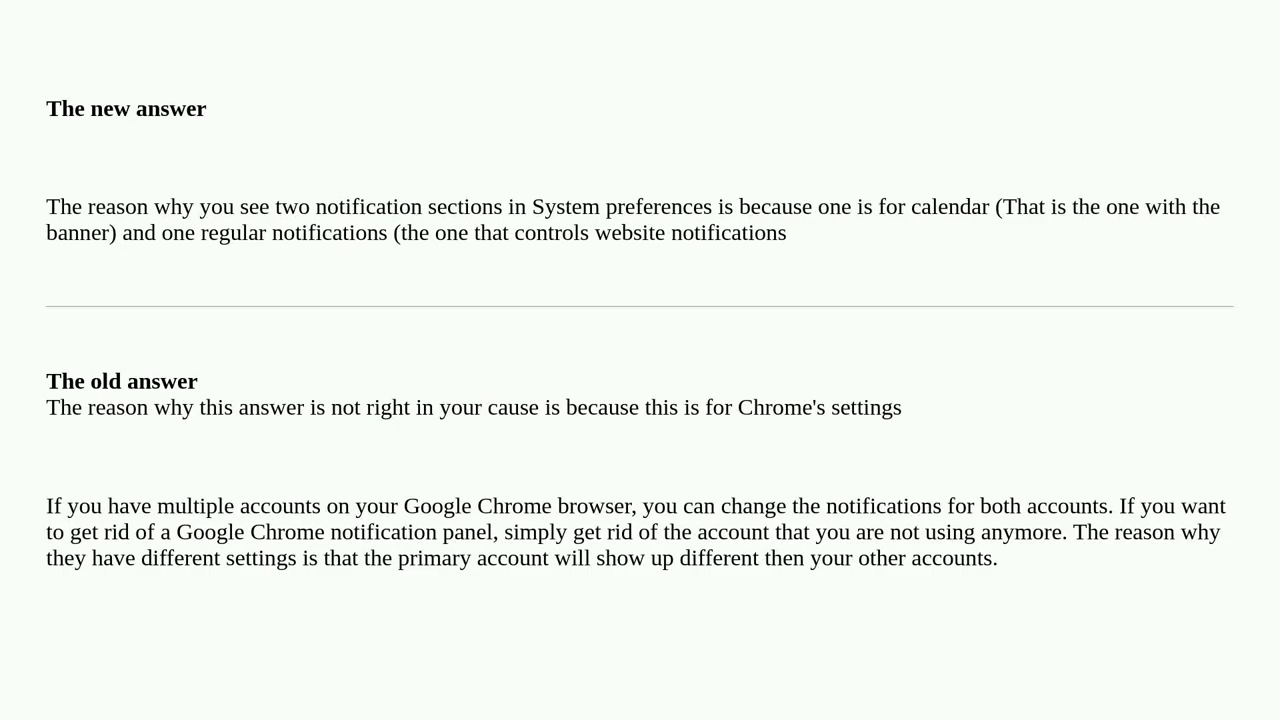 The new answer
The reason why you see two notification sections in System preferences is because one is for calendar (That is the one with the
banner) and one regular notifications (the one that controls website notifications
The old answer
The reason why this answer is not right in your cause is because this is for Chrome's settings
If you have multiple accounts on your Google Chrome browser, you can change the notifications for both accounts. If you want
to get rid of a Google Chrome notification panel, simply get rid of the account that you are not using anymore. The reason why
they have different settings is that the primary account will show up different then your other accounts.